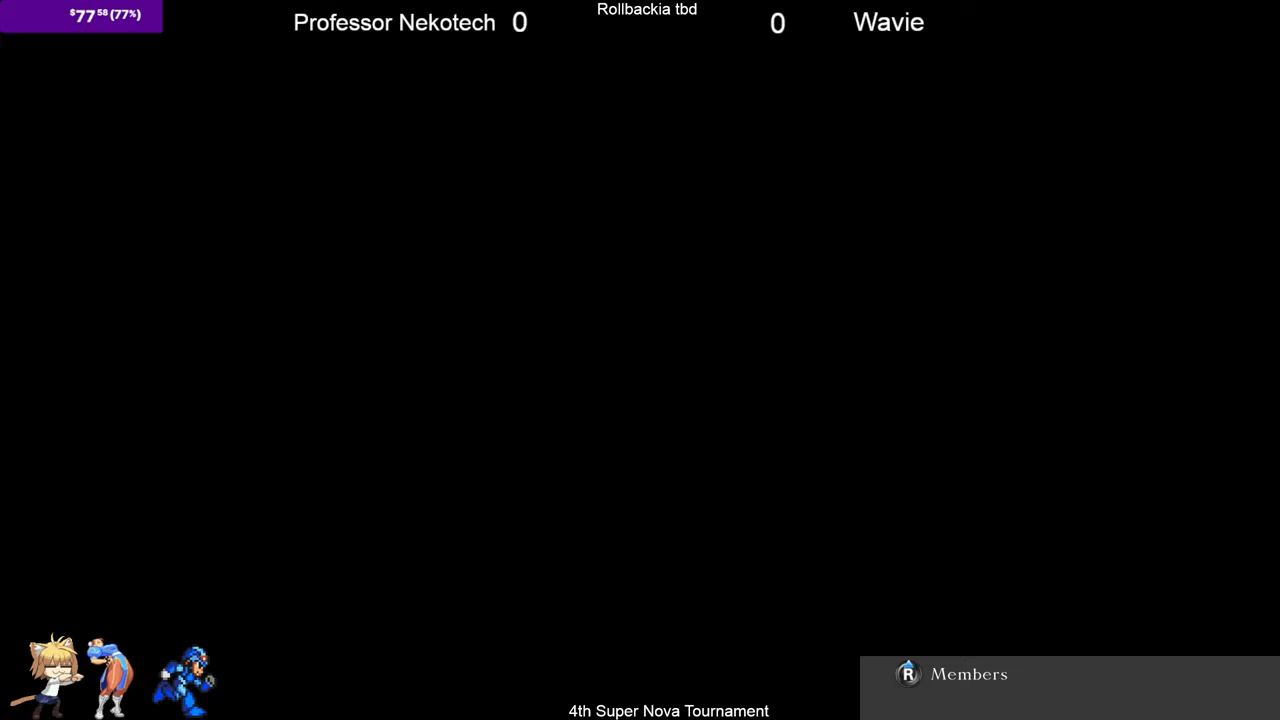 $77.58 (77%)
Professor Nekotech 0
Rollbackia tbd
0 Wavie
R Members
4th Super Nova Tournament